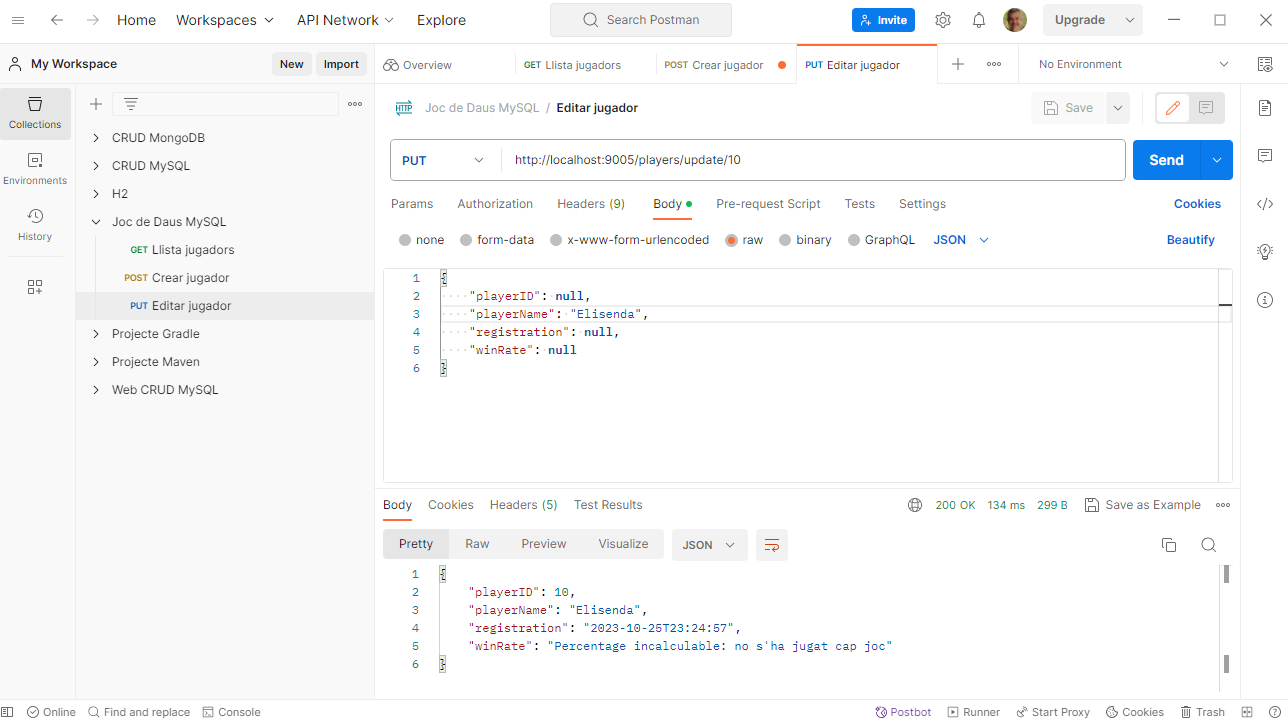 Home Workspaces API Network Explore Search Postman Invite Upgrade
My Workspace New Import
Overview GET Llista jugadors POST Crear jugador PUT Editar jugador No Environment
Collections
Environments
History
CRUD MongoDB
CRUD MySQL
H2
Joc de Daus MySQL
GET Llista jugadors
POST Crear jugador
PUT Editar jugador
Projecte Gradle
Projecte Maven
Web CRUD MySQL
HTTP Joc de Daus MySQL / Editar jugador Save
PUT http://localhost:9005/players/update/10 Send
Params Authorization Headers (9) Body Pre-request Script Tests Settings Cookies
none form-data x-www-form-urlencoded raw binary GraphQL JSON Beautify
1 {
2 "playerID": null,
3 "playerName": "Elisenda",
4 "registration": null,
5 "winRate": null
6 }
Body Cookies Headers (5) Test Results 200 OK 134 ms 299 B Save as Example
Pretty Raw Preview Visualize JSON
1 {
2 "playerID": 10,
3 "playerName": "Elisenda",
4 "registration": "2023-10-25T23:24:57",
5 "winRate": "Percentage incalculable: no s'ha jugat cap joc"
6 }
Online Find and replace Console Postbot Runner Start Proxy Cookies Trash